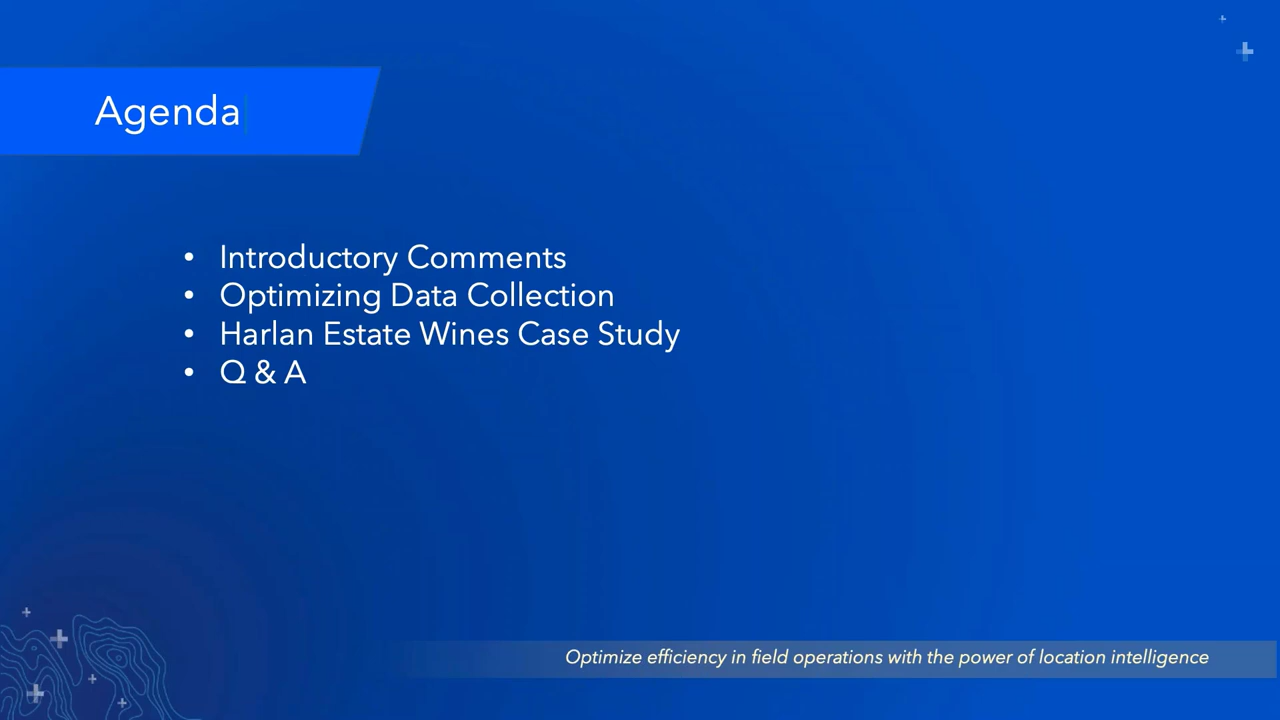 Agenda
• Introductory Comments
• Optimizing Data Collection
• Harlan Estate Wines Case Study
• Q & A
Optimize efficiency in field operations with the power of location intelligence